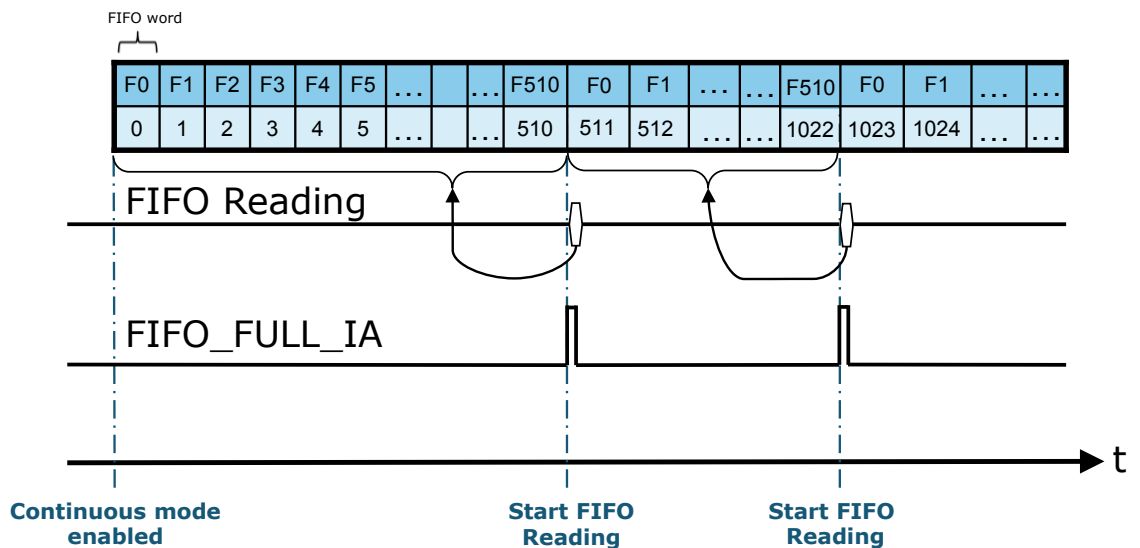 FIFO word
F0 F1 F2 F3 F4 F5 ... ... F510 F0 F1 ... ... F510 F0 F1 ... ...
0 1 2 3 4 5 ... ... 510 511 512 ... ... 1022 1023 1024 ... ...
FIFO Reading
FIFO_FULL_IA
t
Continuous mode enabled
Start FIFO Reading
Start FIFO Reading